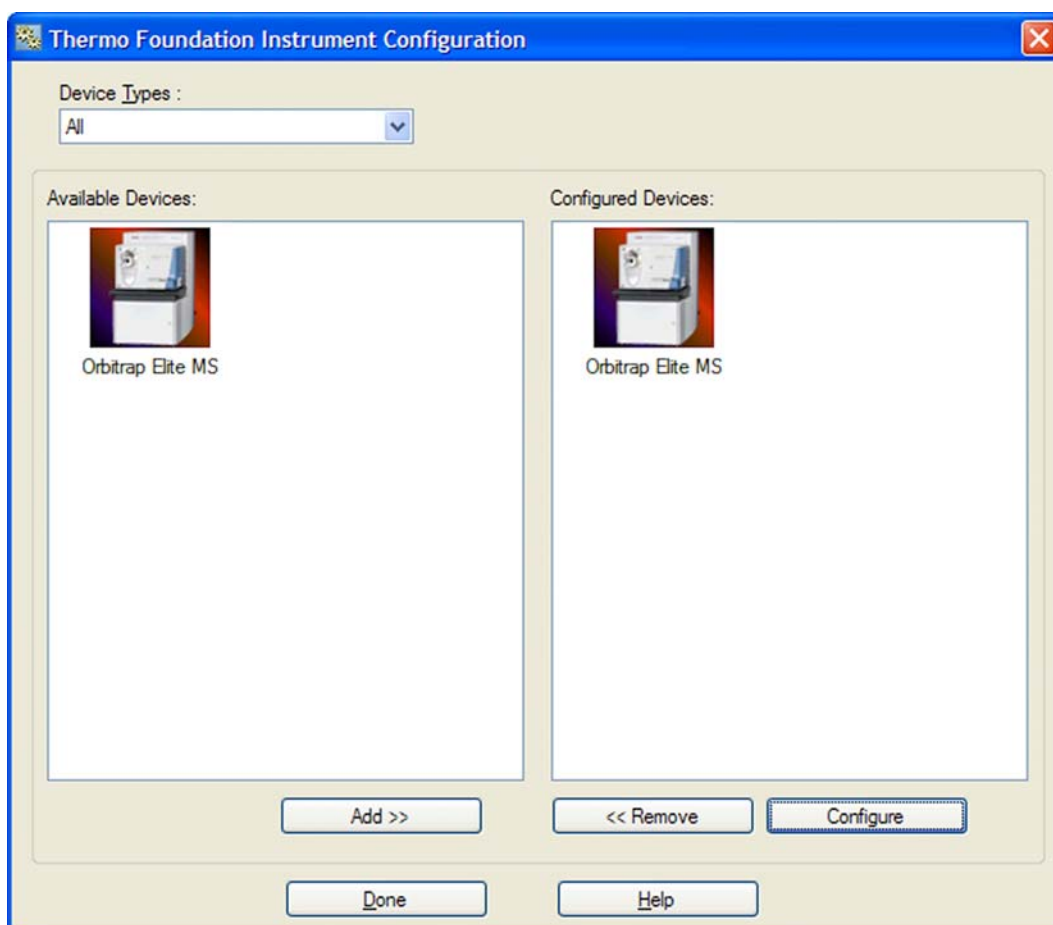 Thermo Foundation Instrument Configuration
Device Types :
All
Available Devices:
Configured Devices:
Orbitrap Elite MS
Orbitrap Elite MS
Add >>
<< Remove
Configure
Done
Help